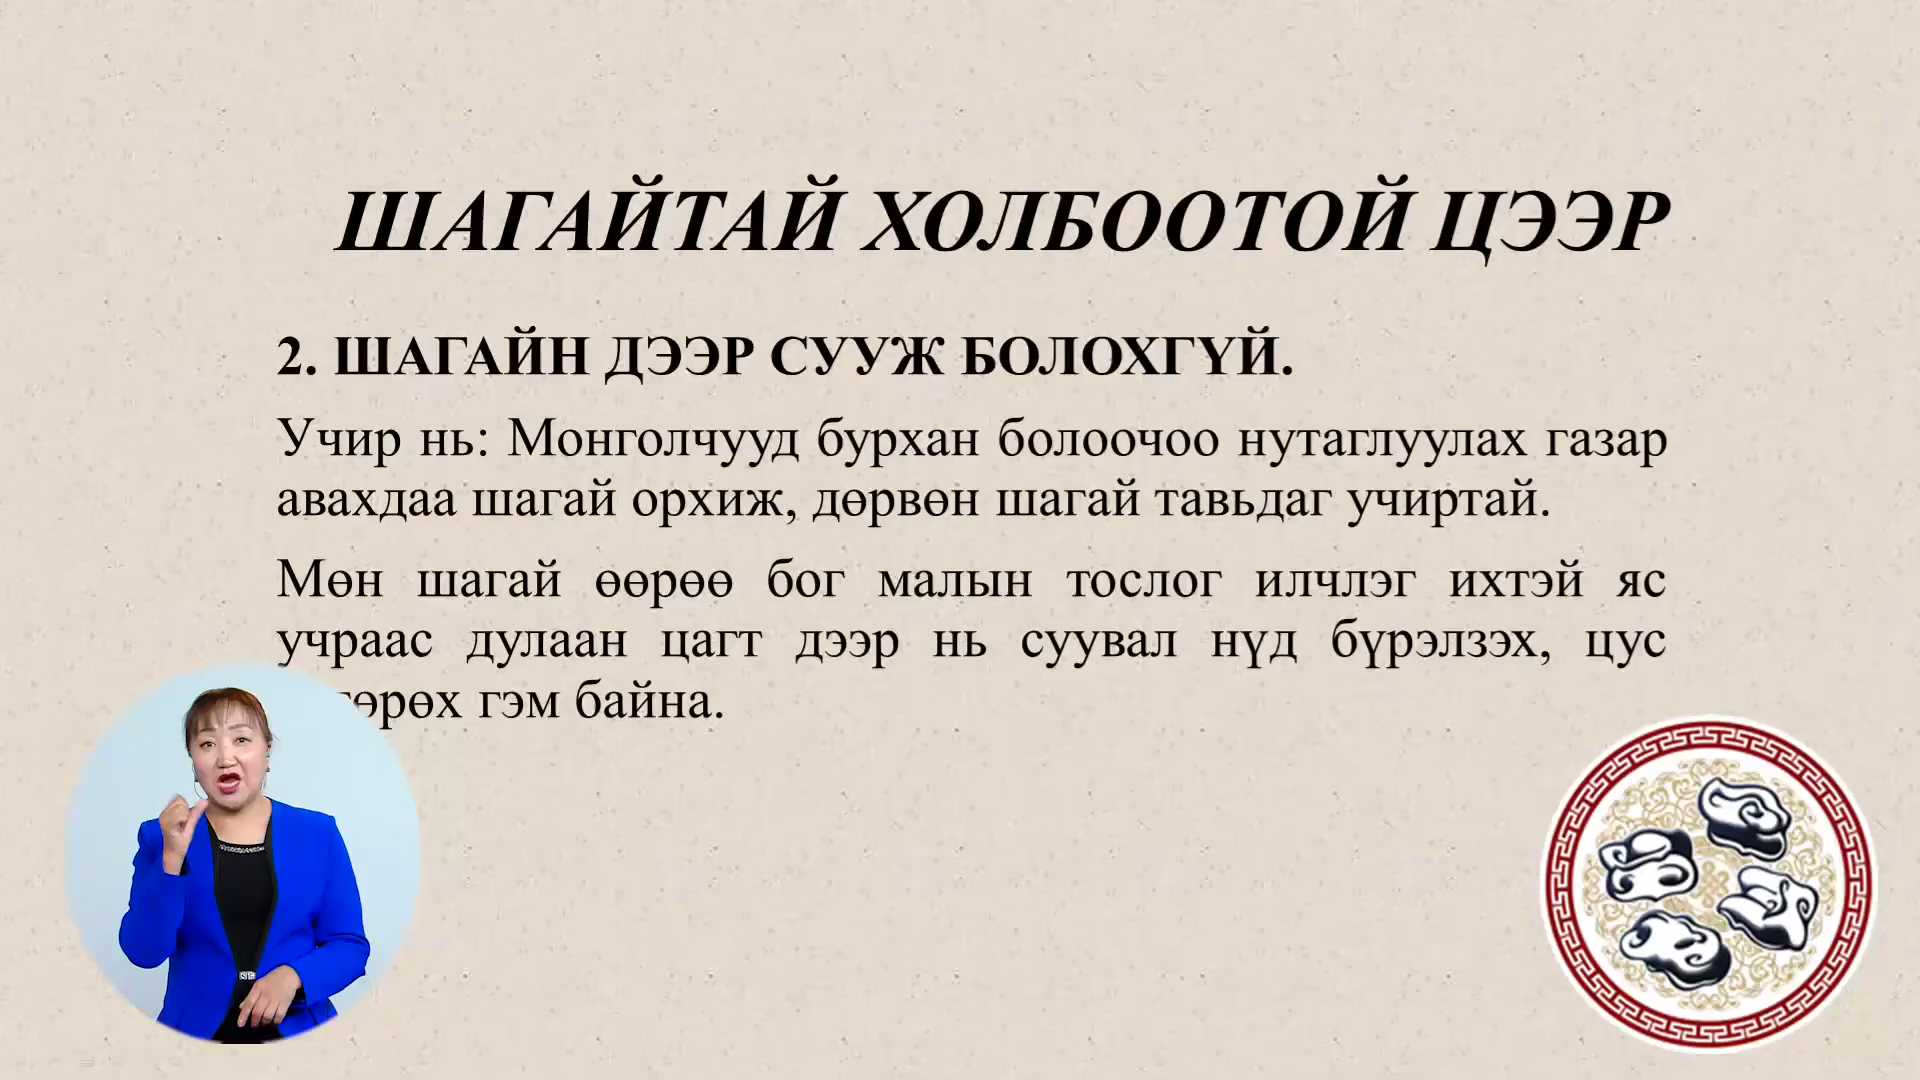 ШАГАЙТАЙ ХОЛБООТОЙ ЦЭЭР
2. ШАГАЙН ДЭЭР СУУЖ БОЛОХГҮЙ.
Учир нь: Монголчууд бурхан болоочоо нутаглуулах газар
авахдаа шагай орхиж, дөрвөн шагай тавьдаг учиртай.
Мөн шагай өөрөө бог малын тослог илчлэг ихтэй яс
учраас дулаан цагт дээр нь суувал нүд бүрэлзэх, цус
гэм байна.